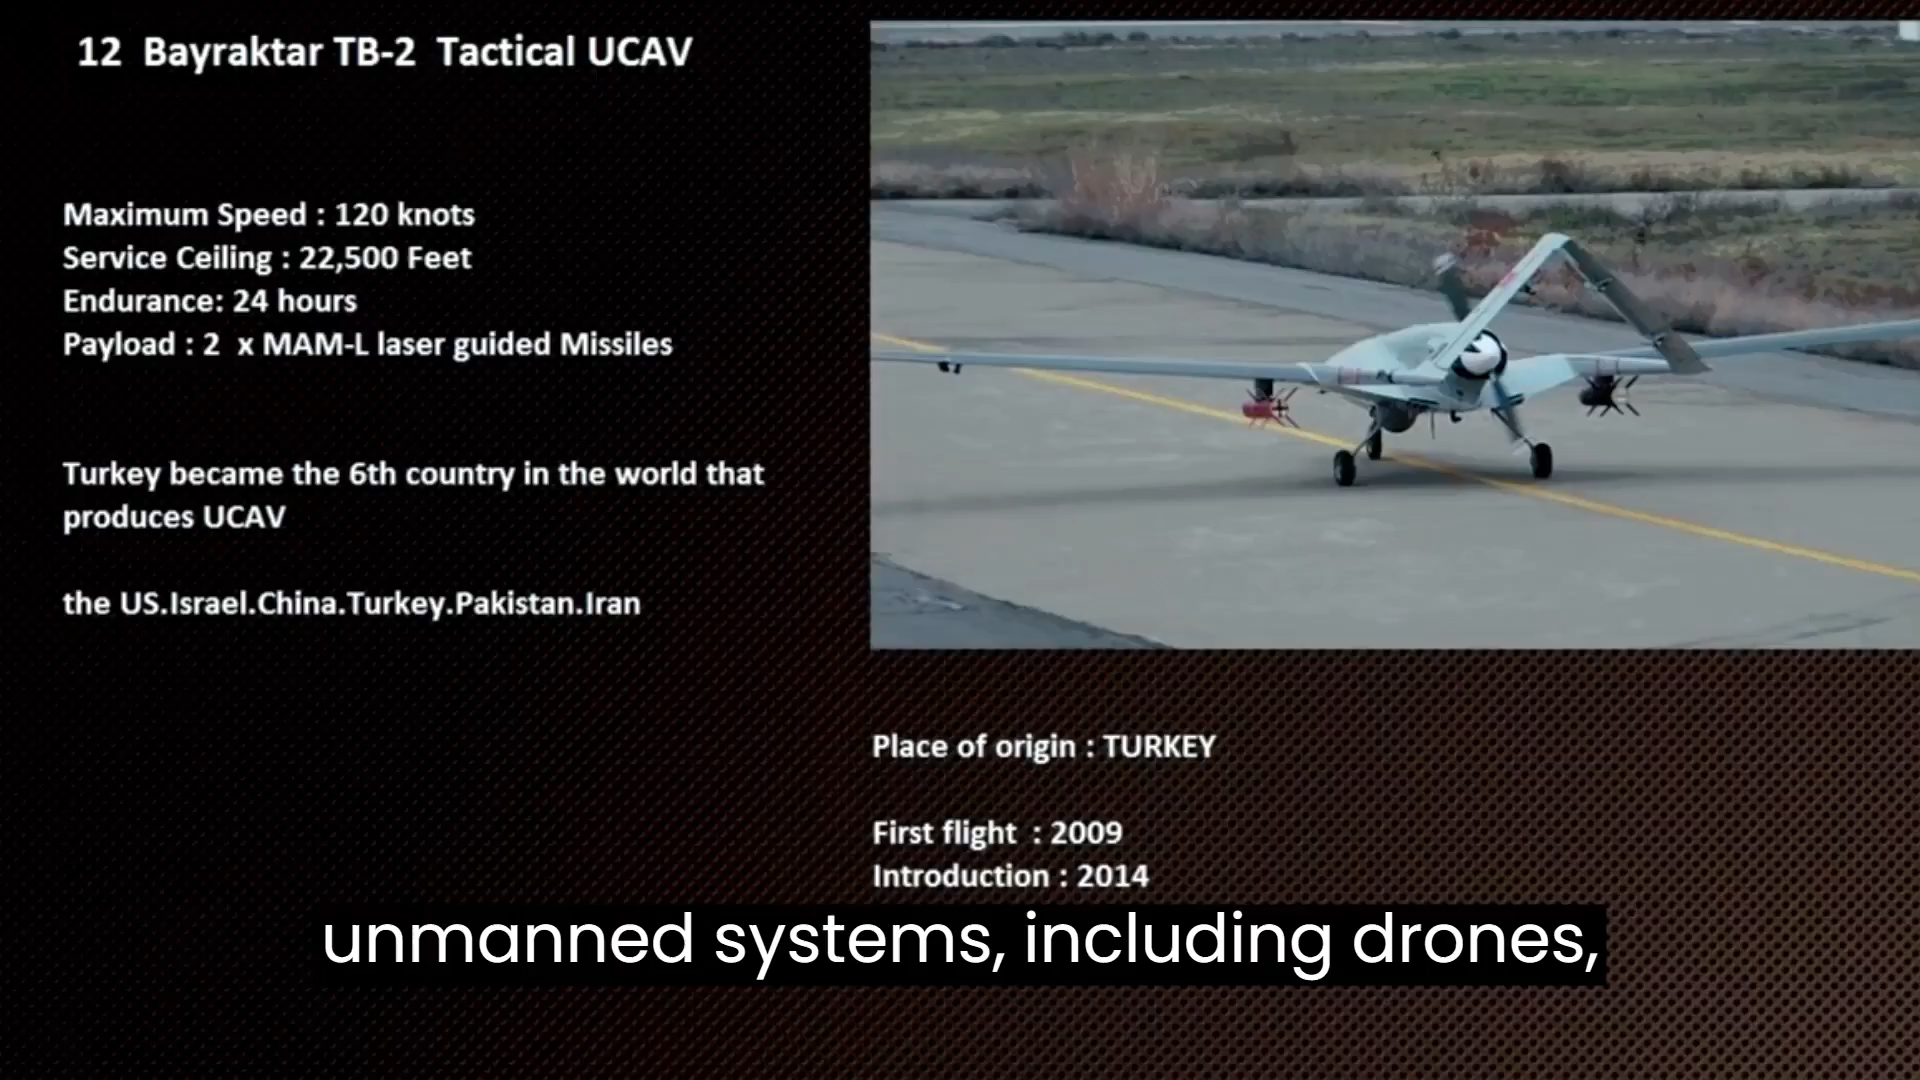 12 Bayraktar TB-2 Tactical UCAV
Maximum Speed : 120 knots
Service Ceiling : 22,500 Feet
Endurance: 24 hours
Payload : 2 x MAM-L laser guided Missiles
Turkey became the 6th country in the world that
produces UCAV
the US.Israel.China.Turkey.Pakistan.Iran
Place of origin : TURKEY
First flight : 2009
Introduction : 2014
unmanned systems, including drones,